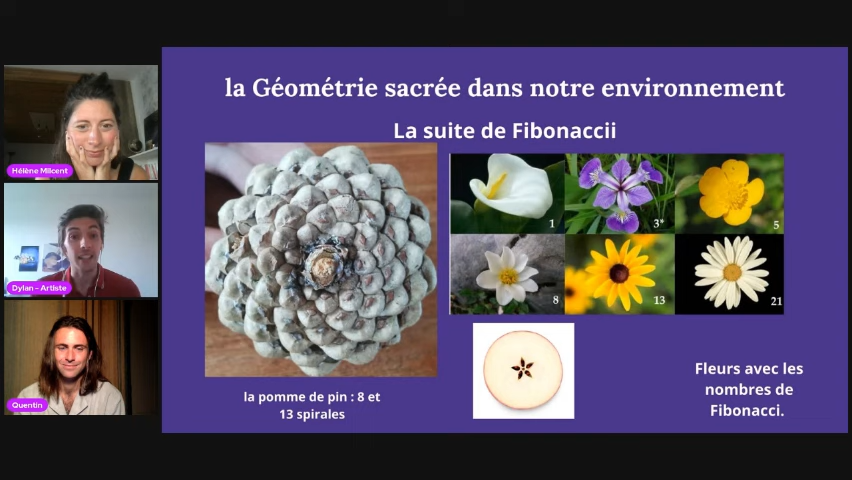 la Géométrie sacrée dans notre environnement
La suite de Fibonaccii
Hélène Milcent
Dylan - Artiste
Quentin
1
3*
5
8
13
21
la pomme de pin : 8 et
13 spirales
Fleurs avec les
nombres de
Fibonacci.